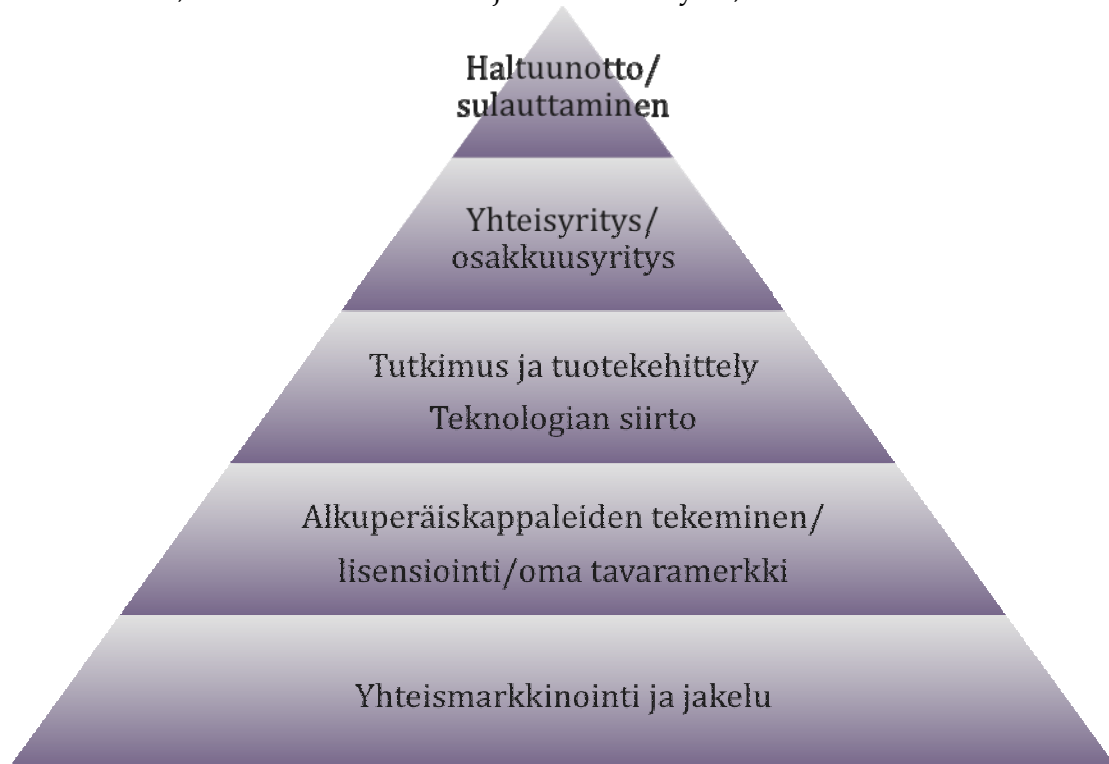 Haltuunotto/
sulauttaminen
Yhteisyritys/
osakkuusyritys
Tutkimus ja tuotekehittely
Teknologian siirto
Alkuperäiskappaleiden tekeminen/
lisensiointi/oma tavaramerkki
Yhteismarkkinointi ja jakelu